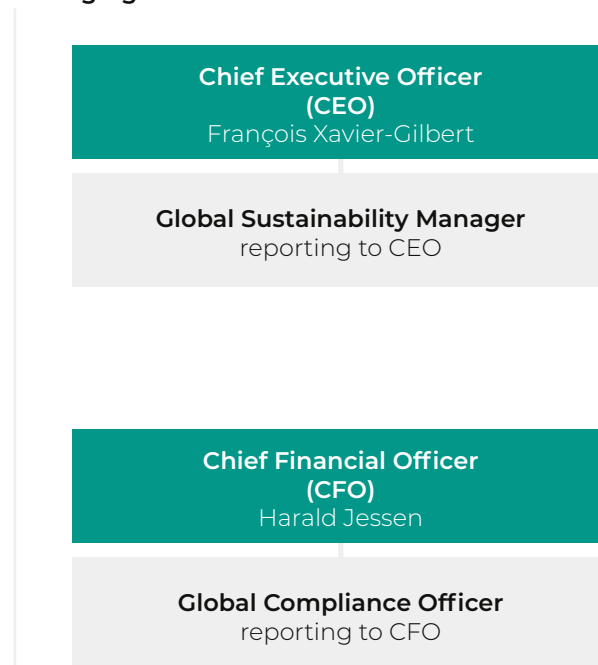 Chief Executive Officer
(CEO)
François Xavier-Gilbert
Global Sustainability Manager
reporting to CEO
Chief Financial Officer
(CFO)
Harald Jessen
Global Compliance Officer
reporting to CFO